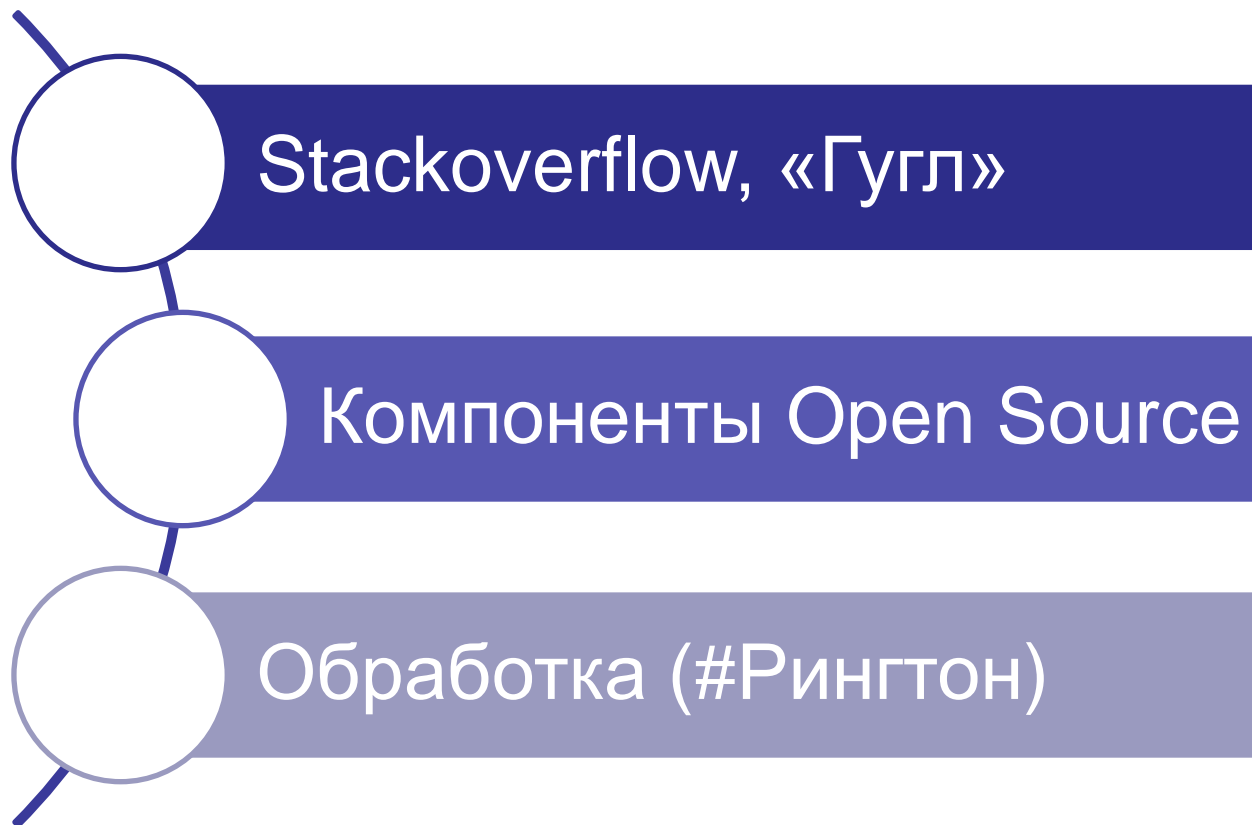 Stackoverflow, «Гугл»
Компоненты Open Source
Обработка (#Рингтон)